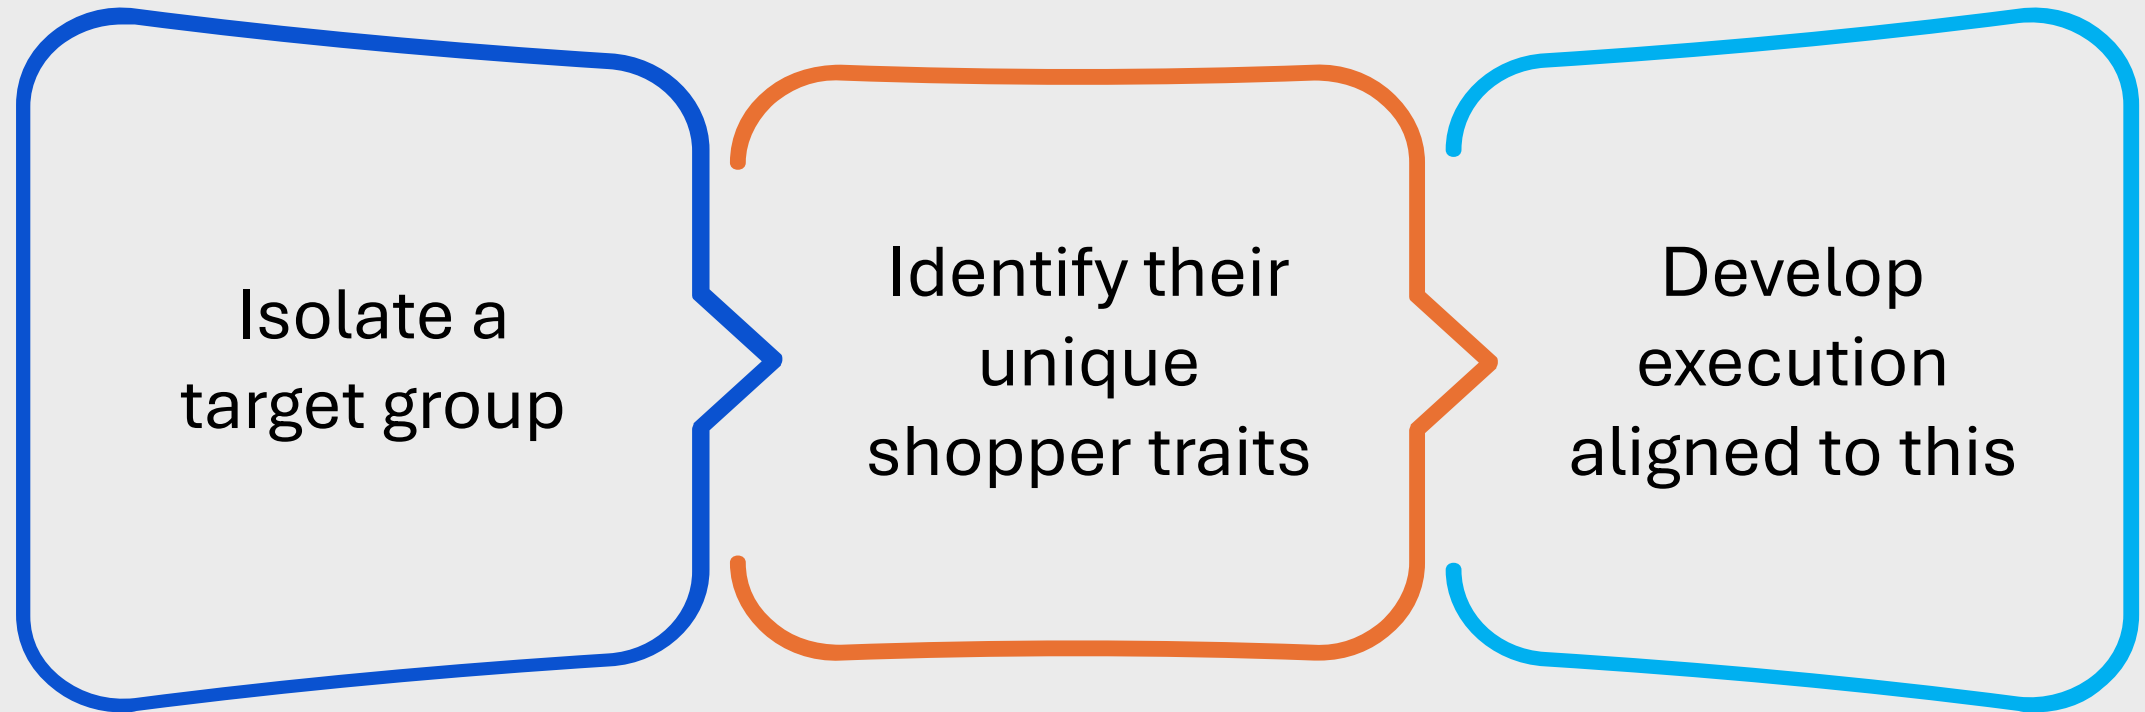 Isolate a
target group
Identify their
unique
shopper traits
Develop
execution
aligned to this